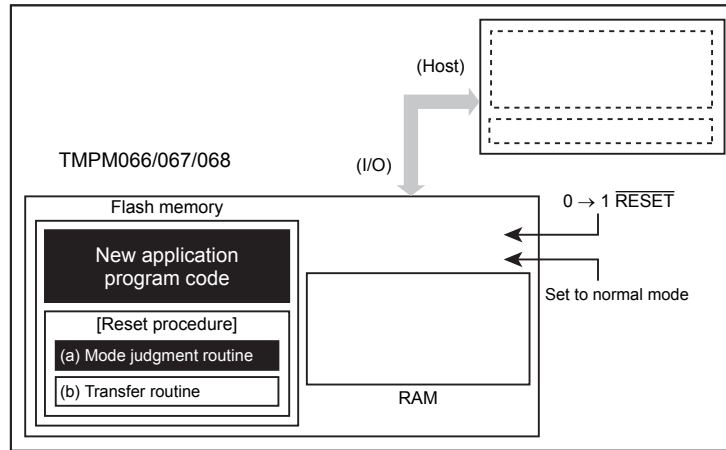 (Host)
TMPM066/067/068
(I/O)
Flash memory
0 → 1 RESET
New application
program code
Set to normal mode
[Reset procedure]
(a) Mode judgment routine
(b) Transfer routine
RAM